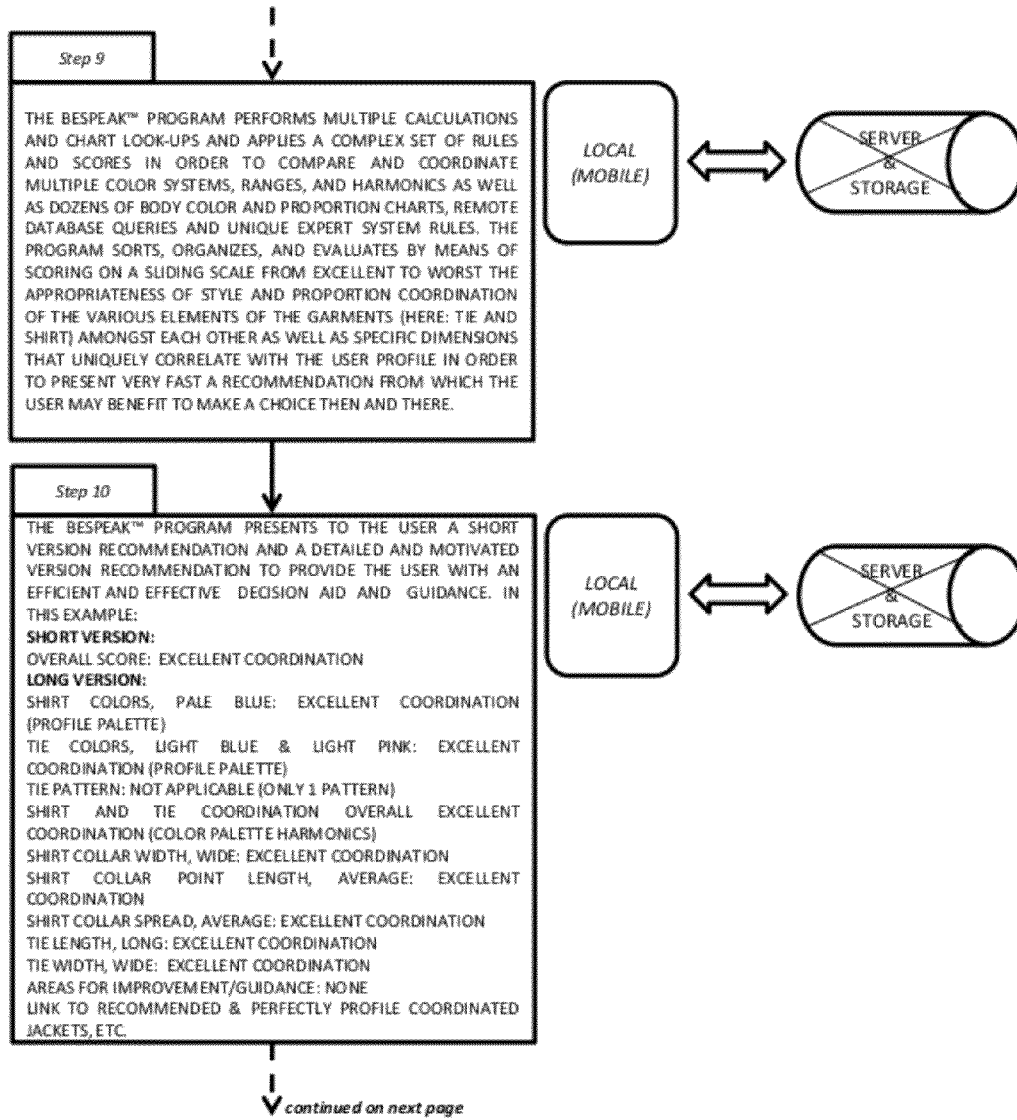 Step 9
THE BESPEAK™ PROGRAM PERFORMS MULTIPLE CALCULATIONS
AND CHART LOOK-UPS AND APPLIES A COMPLEX SET OF RULES
AND SCORES IN ORDER TO COMPARE AND COORDINATE
MULTIPLE COLOR SYSTEMS, RANGES, AND HARMONICS AS WELL
AS DOZENS OF BODY COLOR AND PROPORTION CHARTS, REMOTE
DATABASE QUERIES AND UNIQUE EXPERT SYSTEM RULES. THE
PROGRAM SORTS, ORGANIZES, AND EVALUATES BY MEANS OF
SCORING ON A SLIDING SCALE FROM EXCELLENT TO WORST THE
APPROPRIATENESS OF STYLE AND PROPORTION COORDINATION
OF THE VARIOUS ELEMENTS OF THE GARMENTS (HERE: TIE AND
SHIRT) AMONGST EACH OTHER AS WELL AS SPECIFIC DIMENSIONS
THAT UNIQUELY CORRELATE WITH THE USER PROFILE IN ORDER
TO PRESENT VERY FAST A RECOMMENDATION FROM WHICH THE
USER MAY BENEFIT TO MAKE A CHOICE THEN AND THERE.
LOCAL
(MOBILE)
SERVER
&
STORAGE
Step 10
THE BESPEAK™ PROGRAM PRESENTS TO THE USER A SHORT
VERSION RECOMMENDATION AND A DETAILED AND MOTIVATED
VERSION RECOMMENDATION TO PROVIDE THE USER WITH AN
EFFICIENT AND EFFECTIVE DECISION AID AND GUIDANCE. IN
THIS EXAMPLE:
SHORT VERSION:
OVERALL SCORE: EXCELLENT COORDINATION
LONG VERSION:
SHIRT COLORS, PALE BLUE: EXCELLENT COORDINATION
(PROFILE PALETTE)
TIE COLORS, LIGHT BLUE & LIGHT PINK: EXCELLENT
COORDINATION (PROFILE PALETTE)
TIE PATTERN: NOT APPLICABLE (ONLY 1 PATTERN)
SHIRT AND TIE COORDINATION OVERALL EXCELLENT
COORDINATION (COLOR PALETTE HARMONICS)
SHIRT COLLAR WIDTH, WIDE: EXCELLENT COORDINATION
SHIRT COLLAR POINT LENGTH, AVERAGE: EXCELLENT
COORDINATION
SHIRT COLLAR SPREAD, AVERAGE: EXCELLENT COORDINATION
TIE LENGTH, LONG: EXCELLENT COORDINATION
TIE WIDTH, WIDE: EXCELLENT COORDINATION
AREAS FOR IMPROVEMENT/GUIDANCE: NONE
LINK TO RECOMMENDED & PERFECTLY PROFILE COORDINATED
JACKETS, ETC.
LOCAL
(MOBILE)
SERVER
&
STORAGE
continued on next page